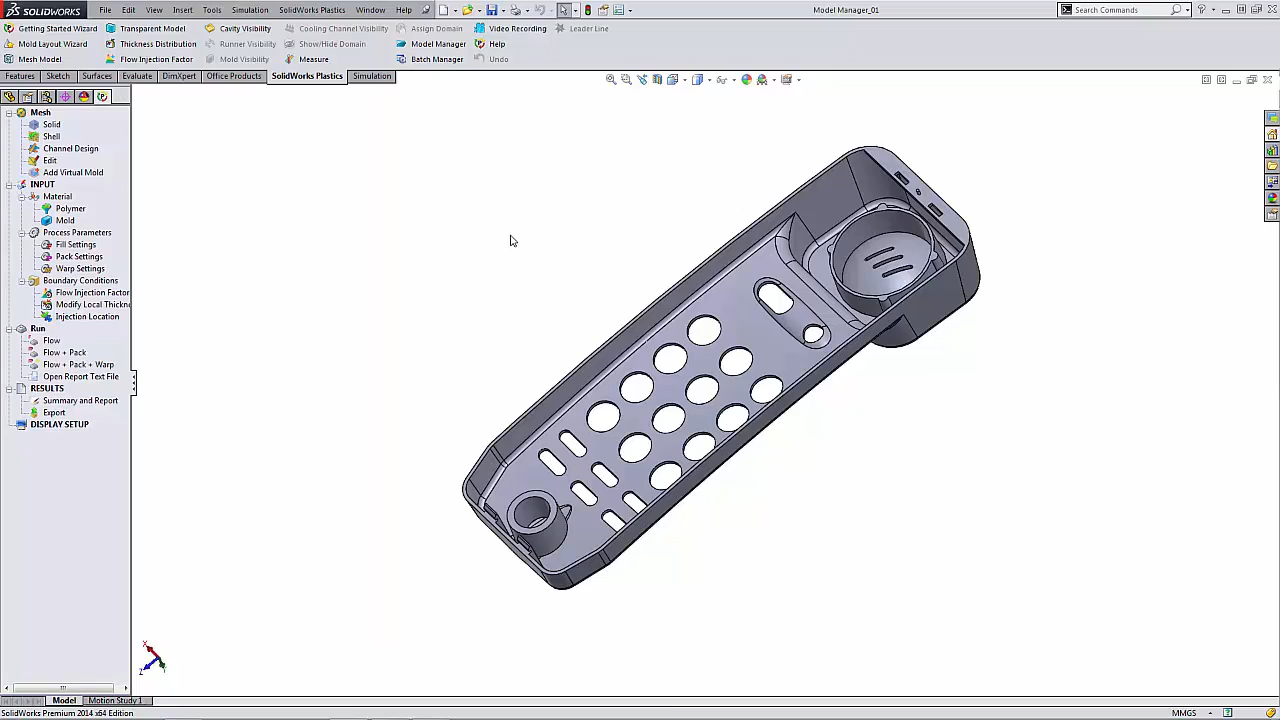 SOLIDWORKS File Edit View Insert Tools Simulation SolidWorks Plastics Window Help Model Manager_01 Search Commands
Getting Started Wizard Transparent Model Cavity Visibility Cooling Channel Visibility Assign Domain Video Recording Leader Line
Mold Layout Wizard Thickness Distribution Runner Visibility Show/Hide Domain Model Manager Help
Mesh Model Flow Injection Factor Mold Visibility Measure Batch Manager Undo
Features Sketch Surfaces Evaluate DimXpert Office Products SolidWorks Plastics Simulation
Mesh
Solid
Shell
Channel Design
Edit
Add Virtual Mold
INPUT
Material
Polymer
Mold
Process Parameters
Fill Settings
Pack Settings
Warp Settings
Boundary Conditions
Flow Injection Factor
Modify Local Thickne
Injection Location
Run
Flow
Flow + Pack
Flow + Pack + Warp
Open Report Text File
RESULTS
Summary and Report
Export
DISPLAY SETUP
X
Z
Model Motion Study 1
SolidWorks Premium 2014 x64 Edition MMGS